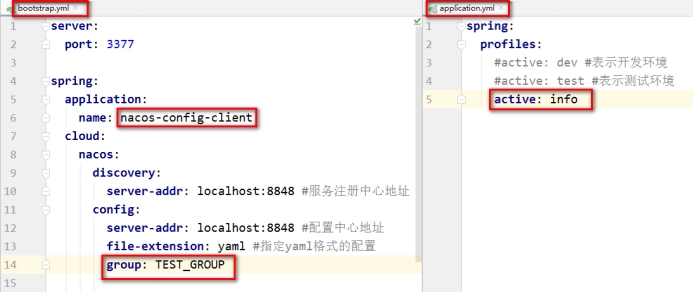 bootstrap.yml
1 server:
2   port: 3377
3
4 spring:
5   application:
6     name: nacos-config-client
7   cloud:
8     nacos:
9       discovery:
10         server-addr: localhost:8848 #服务注册中心地址
11       config:
12         server-addr: localhost:8848 #配置中心地址
13         file-extension: yaml #指定yaml格式的配置
14         group: TEST_GROUP
15
application.yml
1 spring:
2   profiles:
3     #active: dev #表示开发环境
4     #active: test #表示测试环境
5     active: info